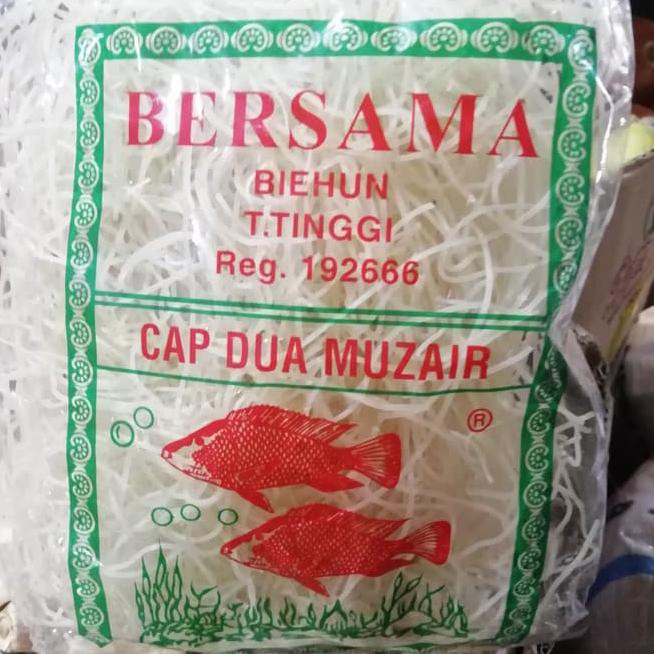 BERSAMA
BIEHUN
T.TINGGI
Reg. 192666
CAP DUA MUZAIR
®